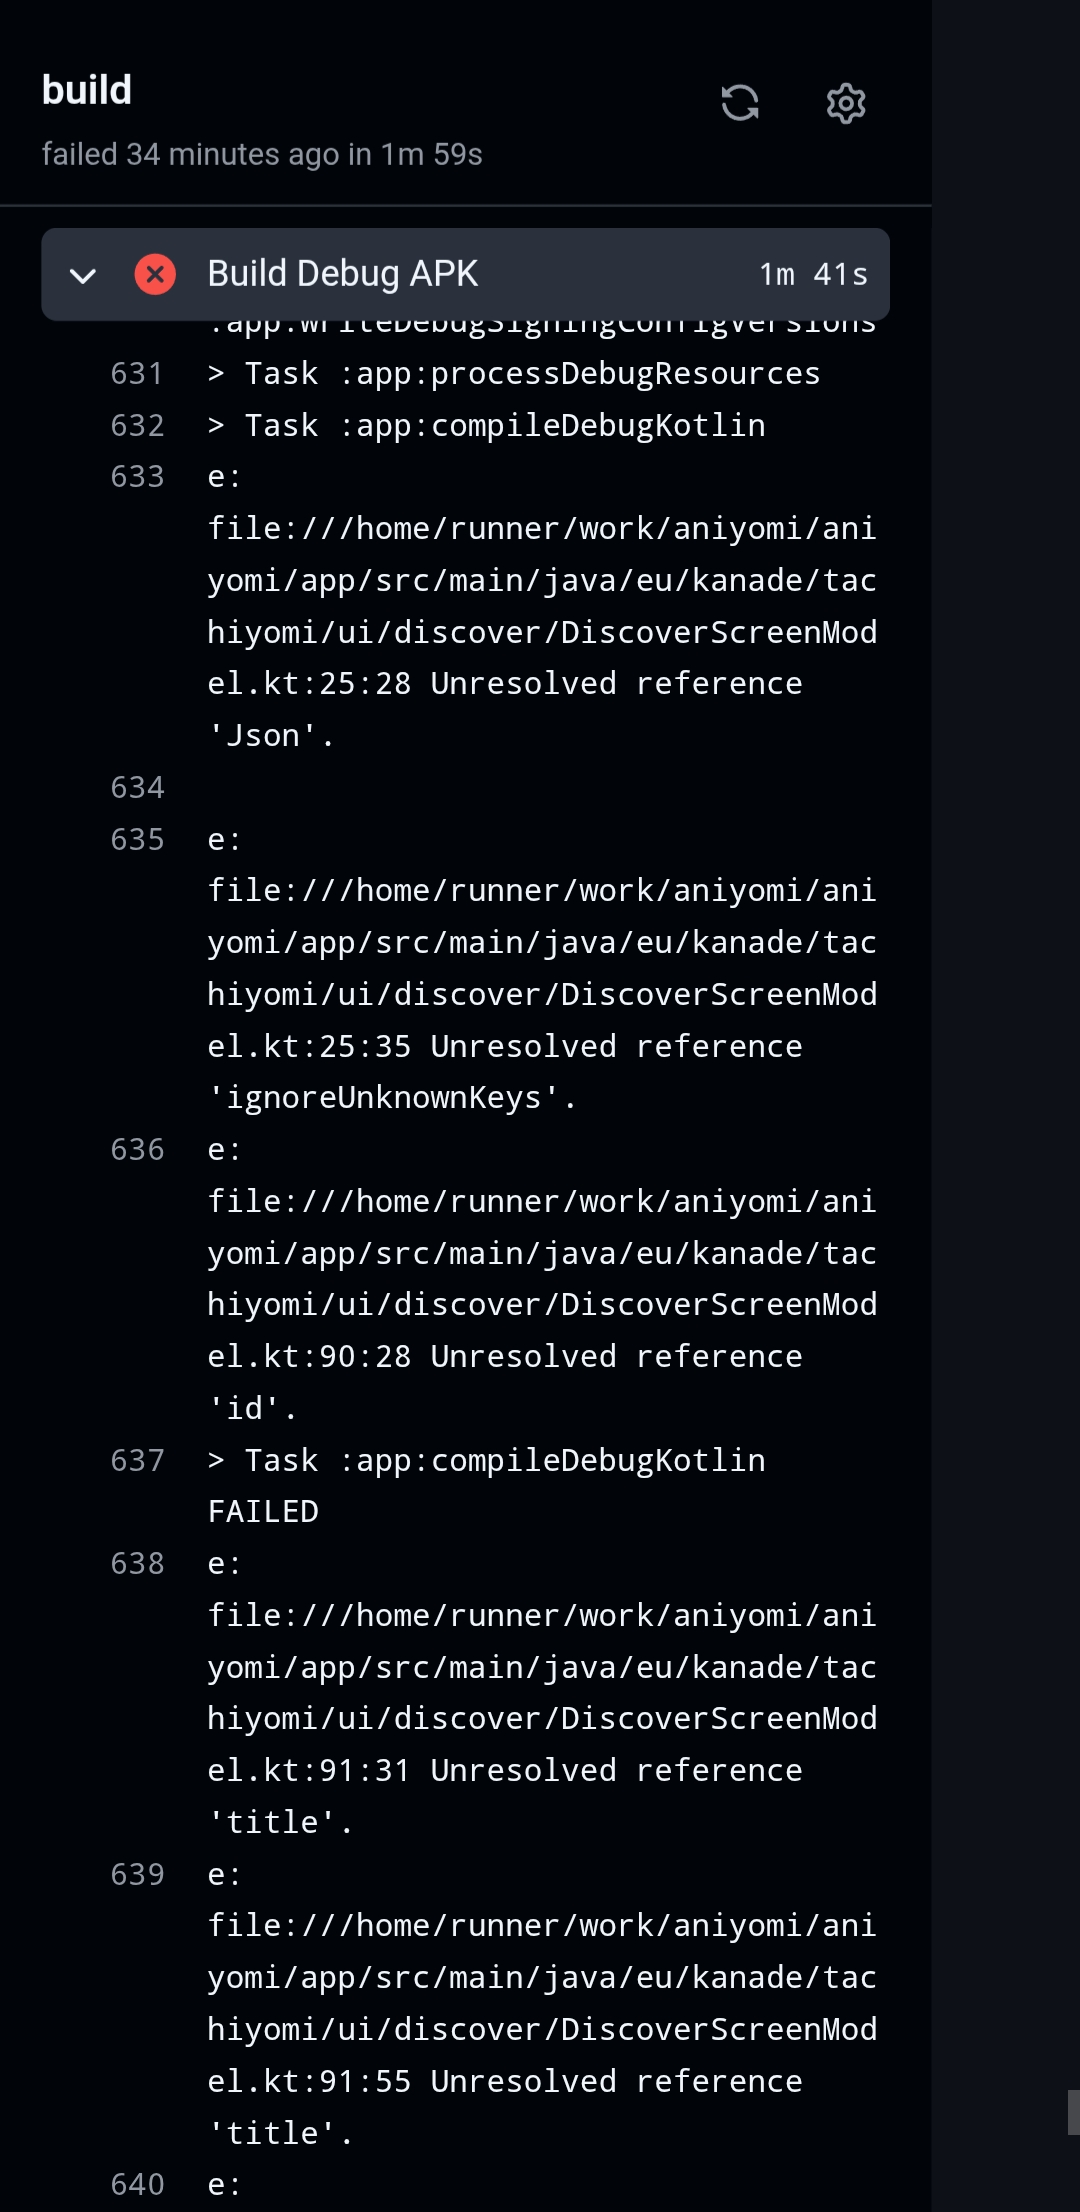 build
failed 34 minutes ago in 1m 59s
Build Debug APK 1m 41s
:app:writeDebugSigningConfigVersions
631 > Task :app:processDebugResources
632 > Task :app:compileDebugKotlin
633 e:
file:///home/runner/work/aniyomi/ani
yomi/app/src/main/java/eu/kanade/tac
hiyomi/ui/discover/DiscoverScreenMod
el.kt:25:28 Unresolved reference
'Json'.
634
635 e:
file:///home/runner/work/aniyomi/ani
yomi/app/src/main/java/eu/kanade/tac
hiyomi/ui/discover/DiscoverScreenMod
el.kt:25:35 Unresolved reference
'ignoreUnknownKeys'.
636 e:
file:///home/runner/work/aniyomi/ani
yomi/app/src/main/java/eu/kanade/tac
hiyomi/ui/discover/DiscoverScreenMod
el.kt:90:28 Unresolved reference
'id'.
637 > Task :app:compileDebugKotlin
FAILED
638 e:
file:///home/runner/work/aniyomi/ani
yomi/app/src/main/java/eu/kanade/tac
hiyomi/ui/discover/DiscoverScreenMod
el.kt:91:31 Unresolved reference
'title'.
639 e:
file:///home/runner/work/aniyomi/ani
yomi/app/src/main/java/eu/kanade/tac
hiyomi/ui/discover/DiscoverScreenMod
el.kt:91:55 Unresolved reference
'title'.
640 e: